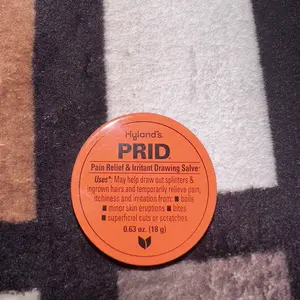 Hyland's
PRID
Pain Relief & Irritant Drawing Salve
Uses*: May help draw out splinters &
ingrown hairs and temporarily relieve pain,
itchiness and irritation from: ■ boils
■ minor skin eruptions ■ bites
■ superficial cuts or scratches
0.63 oz. (18 g)